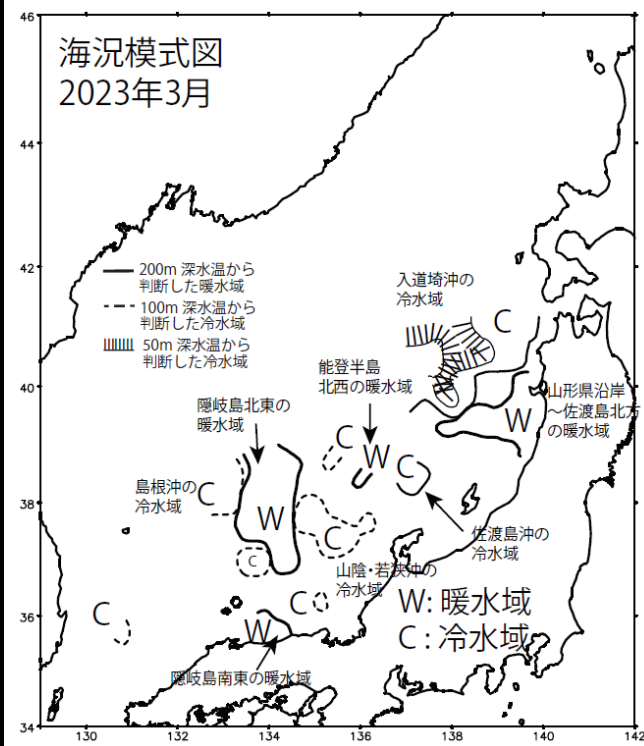 海況模式図
2023年3月
46
44
42
40
38
36
34
130
132
134
136
138
140
142
200m 深水温から
判断した暖水域
100m 深水温から
判断した冷水域
50m 深水温から
判断した冷水域
入道埼沖の
冷水域
C
能登半島
北西の暖水域
山形県沿岸
～佐渡島北方
の暖水域
W
隠岐島北東の
暖水域
C
W
C
島根沖の
冷水域
C
W
C
佐渡島沖の
冷水域
C
山陰・若狭沖の
冷水域
C
C
W
隠岐島南東の暖水域
W: 暖水域
C : 冷水域